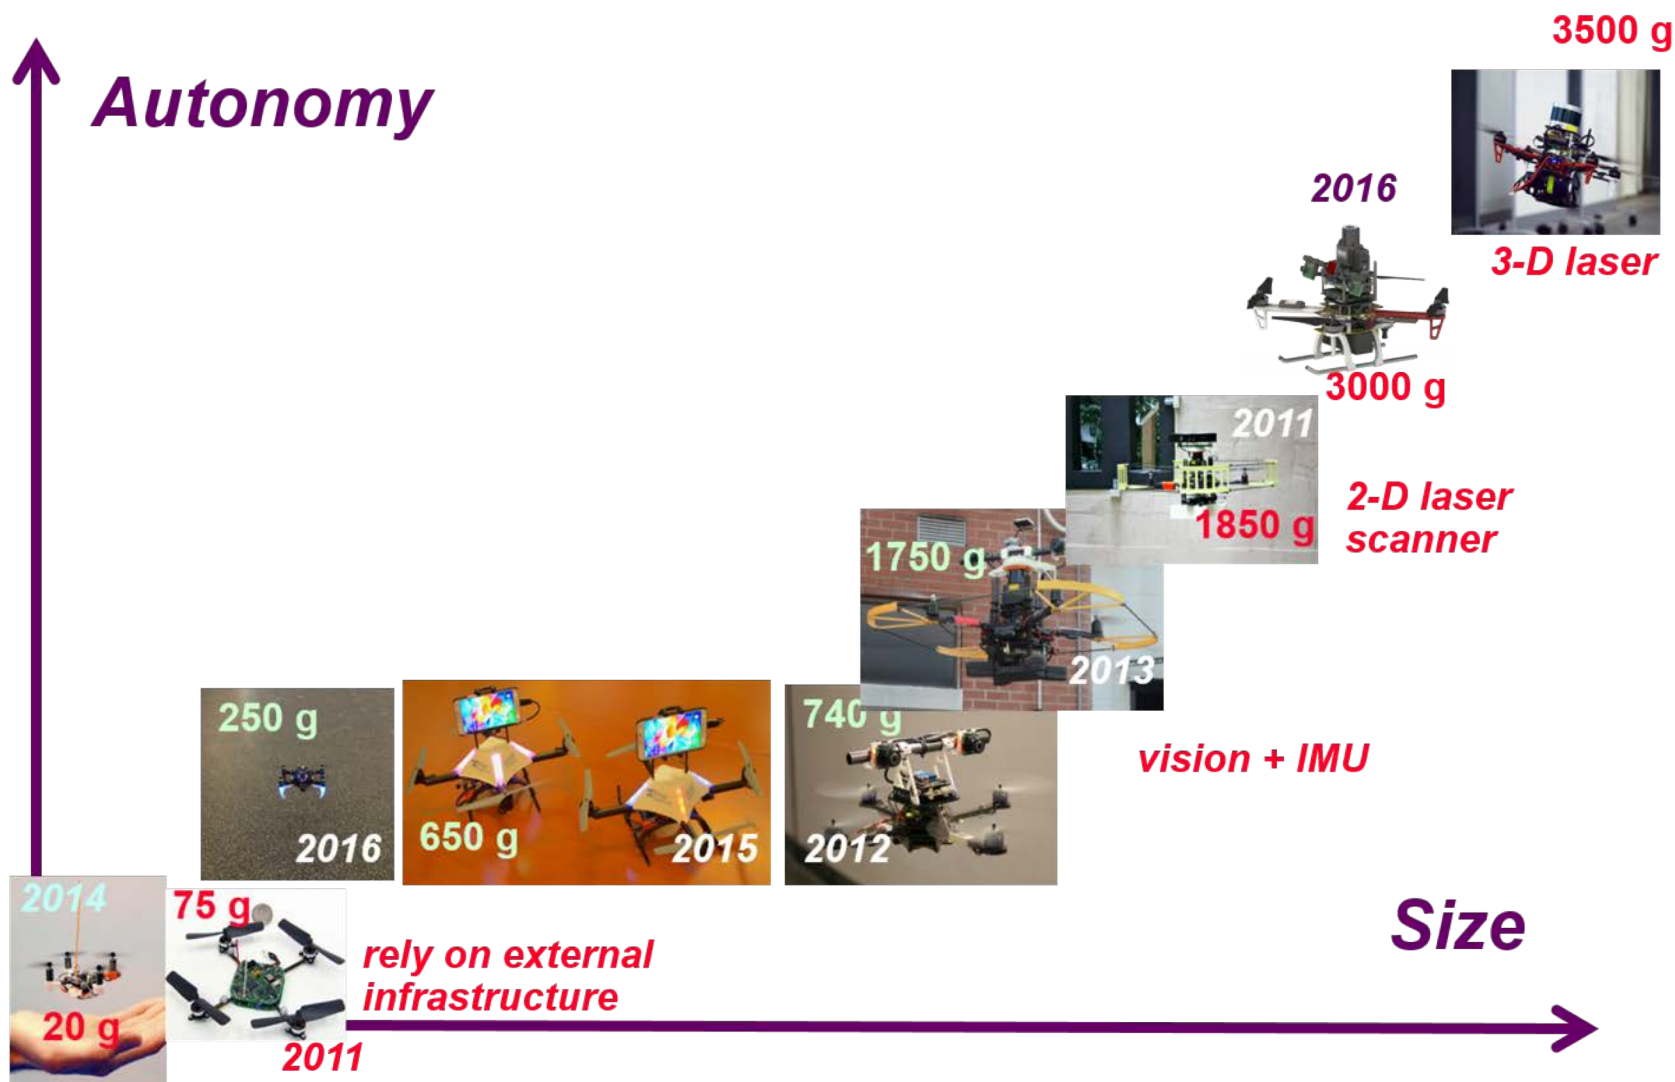 3500 g
Autonomy
2016
3-D laser
3000 g
2011
1850 g
2-D laser
scanner
1750 g
2013
250 g
2016
650 g
2015
740 g
2012
vision + IMU
2014
20 g
75 g
2011
rely on external
infrastructure
Size